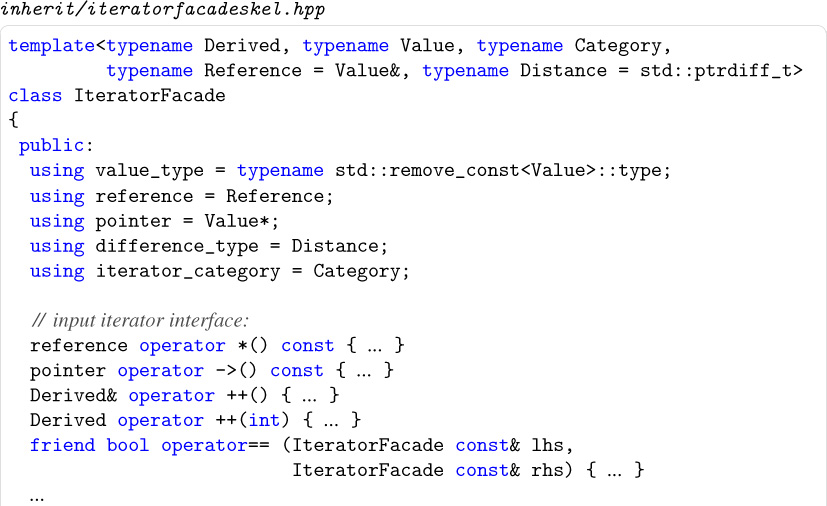 inherit/iteratorfacadeskel.hpp
template<typename Derived, typename Value, typename Category,
         typename Reference = Value&, typename Distance = std::ptrdiff_t>
class IteratorFacade
{
 public:
  using value_type = typename std::remove_const<Value>::type;
  using reference = Reference;
  using pointer = Value*;
  using difference_type = Distance;
  using iterator_category = Category;

  // input iterator interface:
  reference operator *() const { ... }
  pointer operator ->() const { ... }
  Derived& operator ++() { ... }
  Derived operator ++(int) { ... }
  friend bool operator== (IteratorFacade const& lhs,
                          IteratorFacade const& rhs) { ... }
  ...